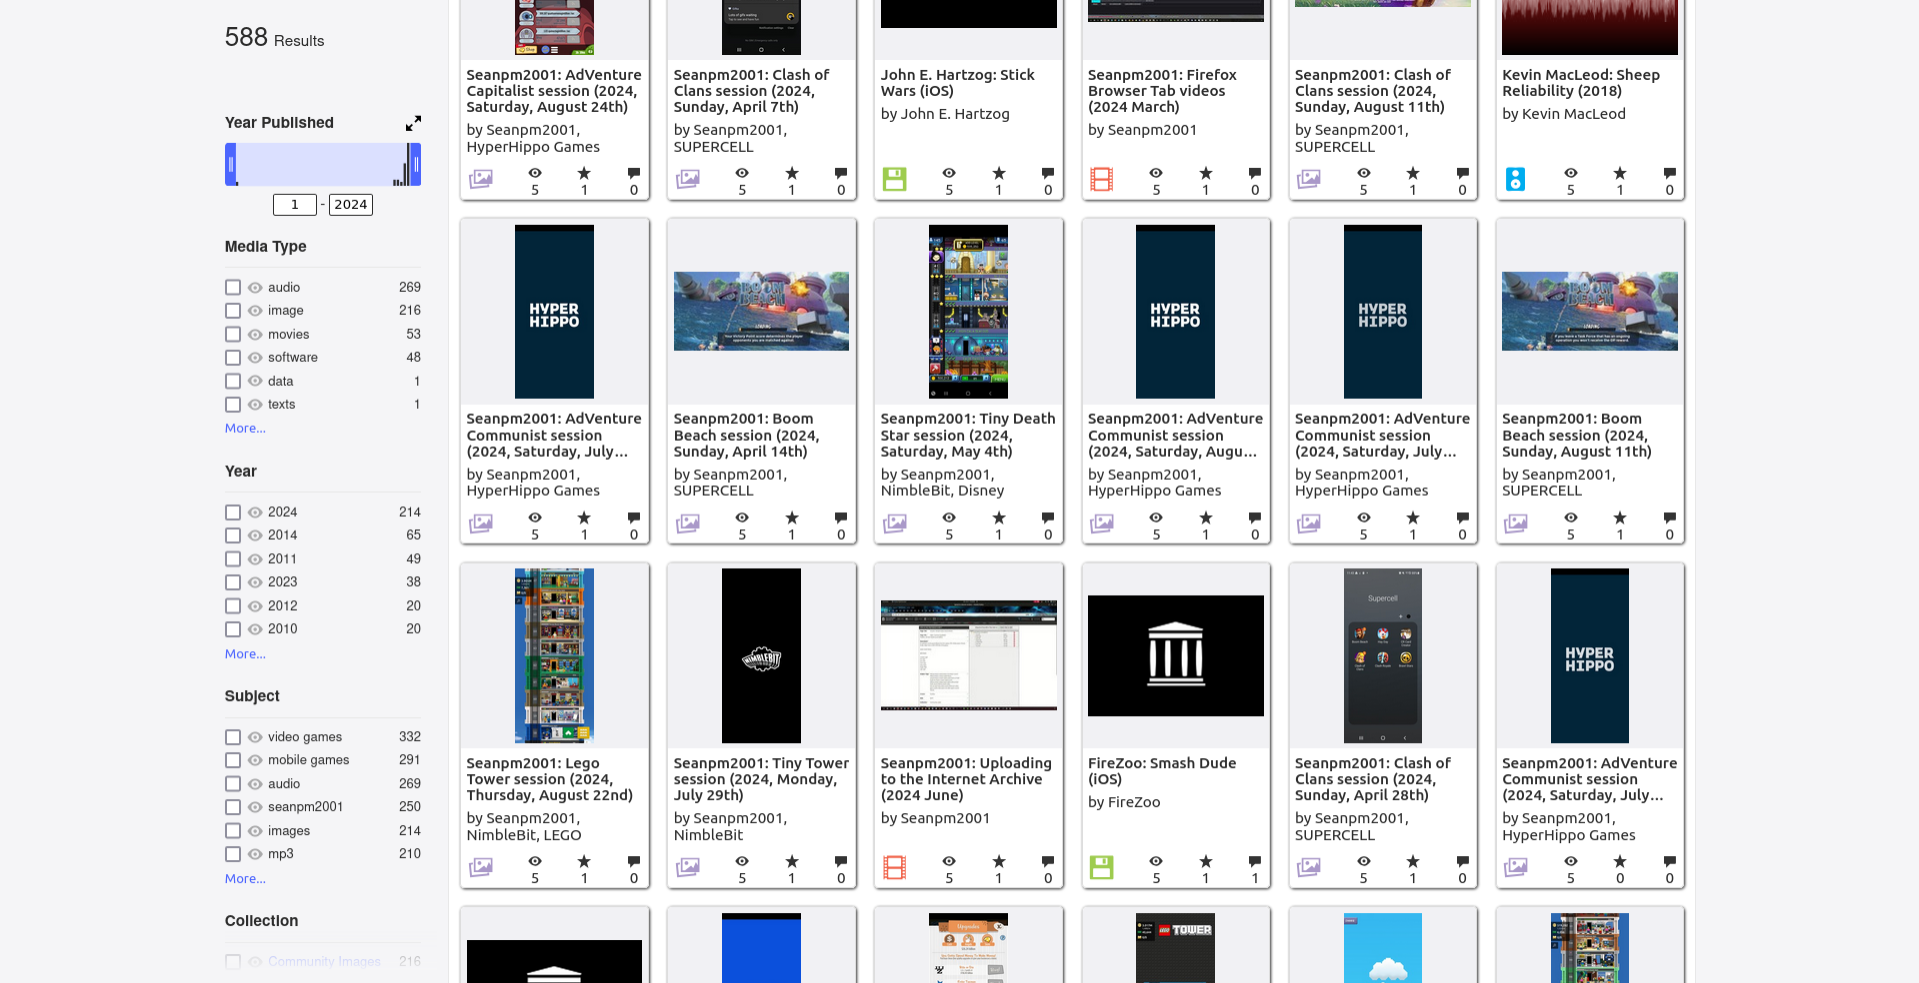 588 Results
Year Published
1 - 2024
Media Type
audio 269
image 216
movies 53
software 48
data 1
texts 1
More...
Year
2024 214
2014 65
2011 49
2023 38
2012 20
2010 20
More...
Subject
video games 332
mobile games 291
audio 269
seanpm2001 250
images 214
mp3 210
More...
Collection
Community Images 216
Seanpm2001: AdVenture
Capitalist session (2024,
Saturday, August 24th)
by Seanpm2001,
HyperHippo Games
5 1 0
Seanpm2001: Clash of
Clans session (2024,
Sunday, April 7th)
by Seanpm2001,
SUPERCELL
5 1 0
John E. Hartzog: Stick
Wars (iOS)
by John E. Hartzog
5 1 0
Seanpm2001: Firefox
Browser Tab videos
(2024 March)
by Seanpm2001
5 1 0
Seanpm2001: Clash of
Clans session (2024,
Sunday, August 11th)
by Seanpm2001,
SUPERCELL
5 1 0
Kevin MacLeod: Sheep
Reliability (2018)
by Kevin MacLeod
5 1 0
HYPER
HIPPO
Seanpm2001: AdVenture
Communist session
(2024, Saturday, July...
by Seanpm2001,
HyperHippo Games
5 1 0
BOOM
BEACH
Seanpm2001: Boom
Beach session (2024,
Sunday, April 14th)
by Seanpm2001,
SUPERCELL
5 1 0
Seanpm2001: Tiny Death
Star session (2024,
Saturday, May 4th)
by Seanpm2001,
NimbleBit, Disney
5 1 0
HYPER
HIPPO
Seanpm2001: AdVenture
Communist session
(2024, Saturday, Augu...
by Seanpm2001,
HyperHippo Games
5 1 0
HYPER
HIPPO
Seanpm2001: AdVenture
Communist session
(2024, Saturday, July...
by Seanpm2001,
HyperHippo Games
5 1 0
BOOM
BEACH
Seanpm2001: Boom
Beach session (2024,
Sunday, August 11th)
by Seanpm2001,
SUPERCELL
5 1 0
Seanpm2001: Lego
Tower session (2024,
Thursday, August 22nd)
by Seanpm2001,
NimbleBit, LEGO
5 1 0
NIMBLEBIT
Seanpm2001: Tiny Tower
session (2024, Monday,
July 29th)
by Seanpm2001,
NimbleBit
5 1 0
Seanpm2001: Uploading
to the Internet Archive
(2024 June)
by Seanpm2001
5 1 0
FireZoo: Smash Dude
(iOS)
by FireZoo
5 1 1
Supercell
Seanpm2001: Clash of
Clans session (2024,
Sunday, April 28th)
by Seanpm2001,
SUPERCELL
5 1 0
HYPER
HIPPO
Seanpm2001: AdVenture
Communist session
(2024, Saturday, July...
by Seanpm2001,
HyperHippo Games
5 0 0
Upgrades
LEGO TOWER